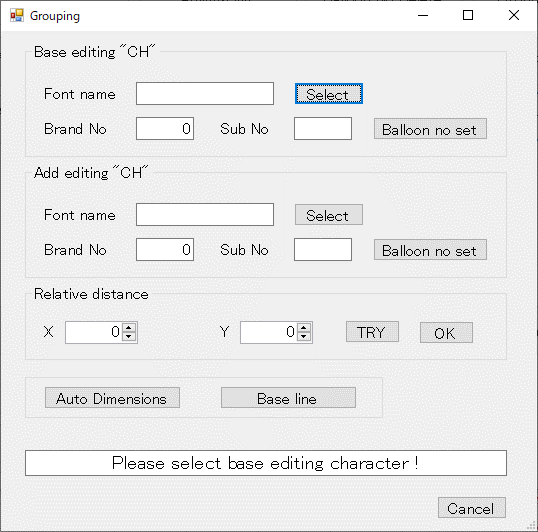 Grouping
Base editing "CH"
Font name Select
Brand No 0 Sub No Balloon no set
Add editing "CH"
Font name Select
Brand No 0 Sub No Balloon no set
Relative distance
X 0 Y 0 TRY OK
Auto Dimensions Base line
Please select base editing character !
Cancel